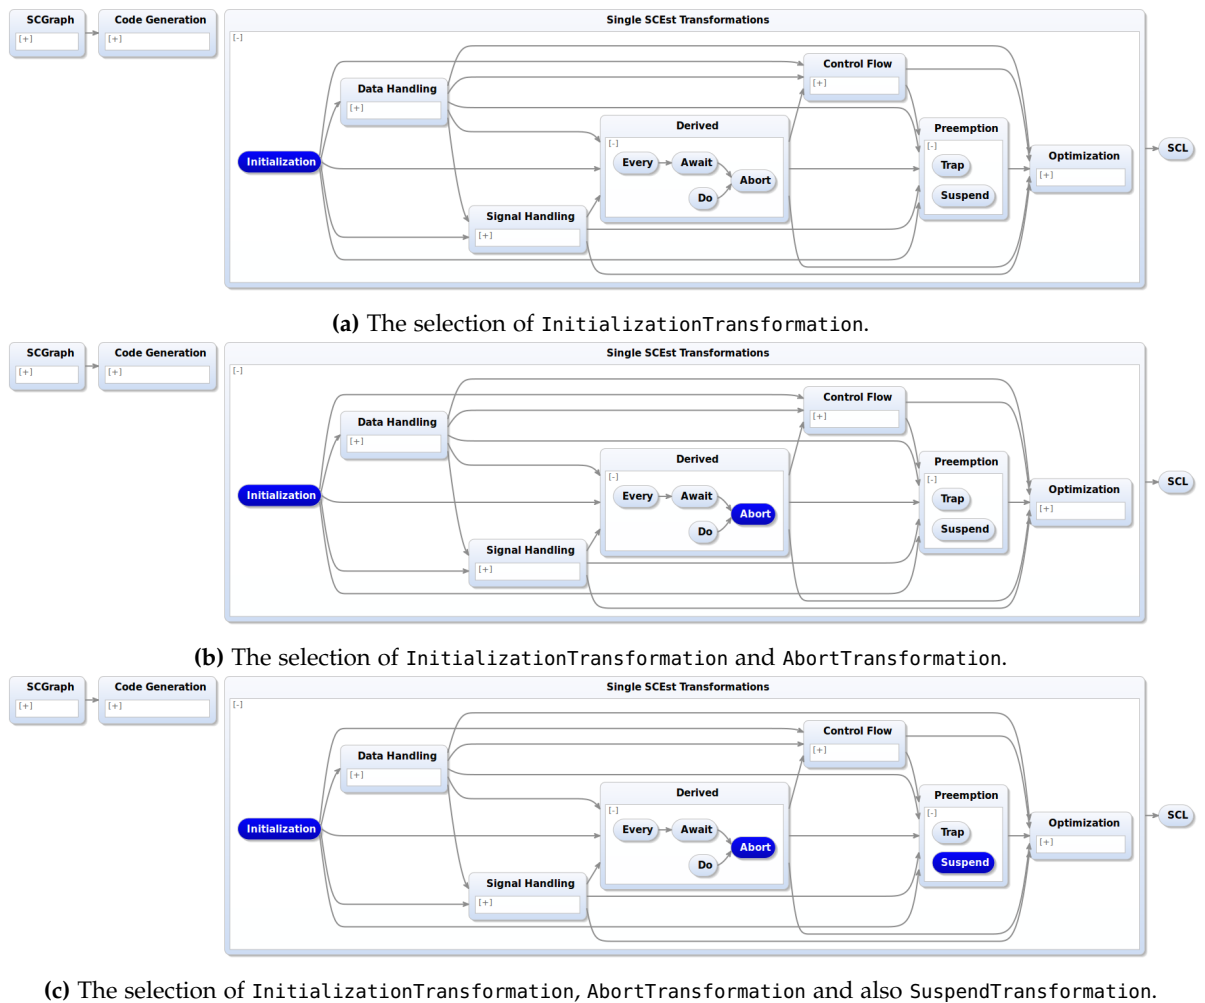 SCGraph
[+]
Code Generation
[+]
Single SCEst Transformations
[-]
Control Flow
[+]
Data Handling
[+]
Derived
[-]
Every
Await
Abort
Do
Preemption
[-]
Trap
Suspend
Initialization
Optimization
[+]
SCL
Signal Handling
[+]
(a) The selection of InitializationTransformation.
SCGraph
[+]
Code Generation
[+]
Single SCEst Transformations
[-]
Control Flow
[+]
Data Handling
[+]
Derived
[-]
Every
Await
Abort
Do
Preemption
[-]
Trap
Suspend
Initialization
Optimization
[+]
SCL
Signal Handling
[+]
(b) The selection of InitializationTransformation and AbortTransformation.
SCGraph
[+]
Code Generation
[+]
Single SCEst Transformations
[-]
Control Flow
[+]
Data Handling
[+]
Derived
[-]
Every
Await
Abort
Do
Preemption
[-]
Trap
Suspend
Initialization
Optimization
[+]
SCL
Signal Handling
[+]
(c) The selection of InitializationTransformation, AbortTransformation and also SuspendTransformation.